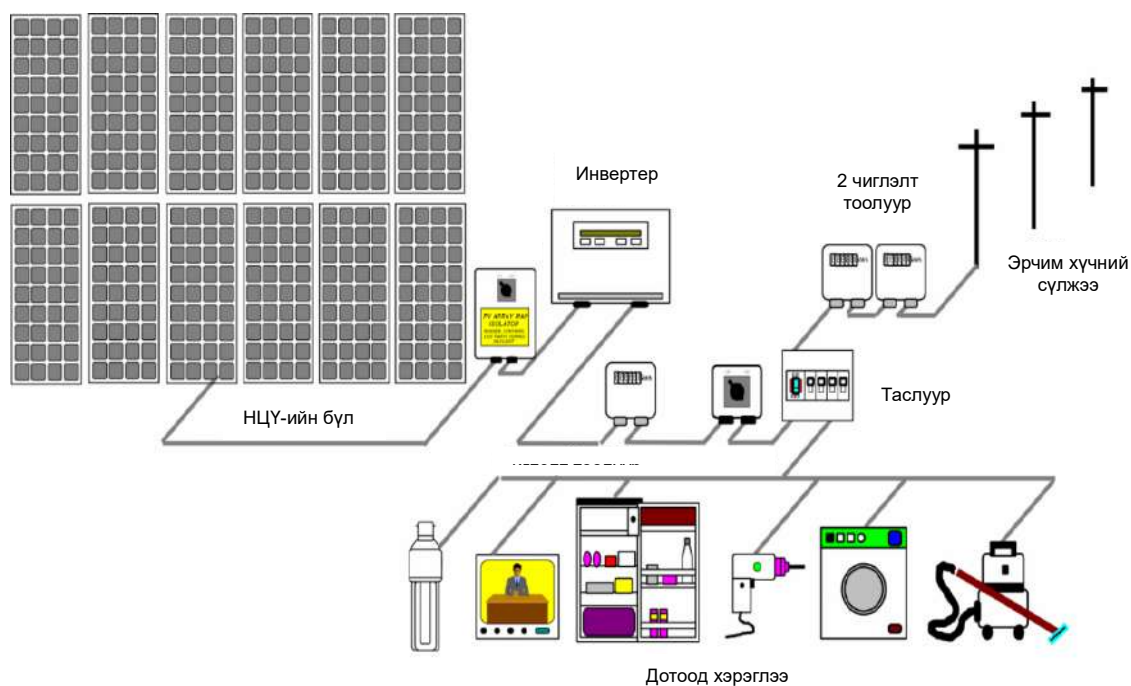 Инвертер
2 чиглэлт
тоолуур
Эрчим хүчний
сүлжээ
PV ARRAY
ISOLATOR
Таслуур
НЦҮ-ийн бүл
Дотоод хэрэглээ